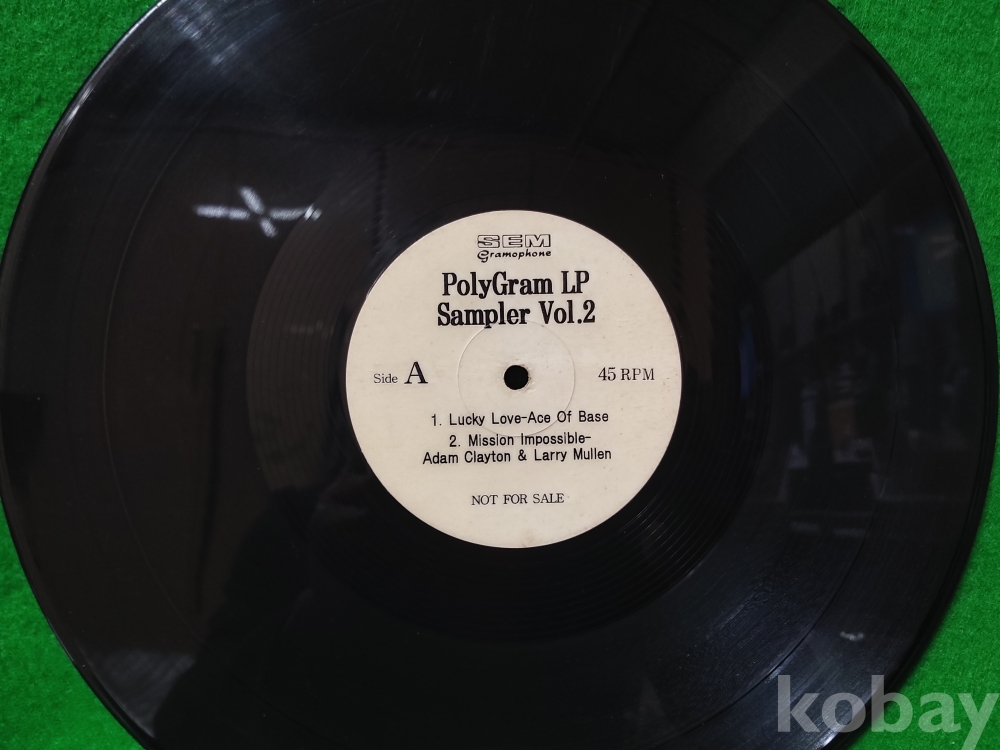 SEM
Gramophone
PolyGram LP
Sampler Vol.2
Side A
45 RPM
1. Lucky Love-Ace Of Base
2. Mission Impossible-
Adam Clayton & Larry Mullen
NOT FOR SALE
kobay